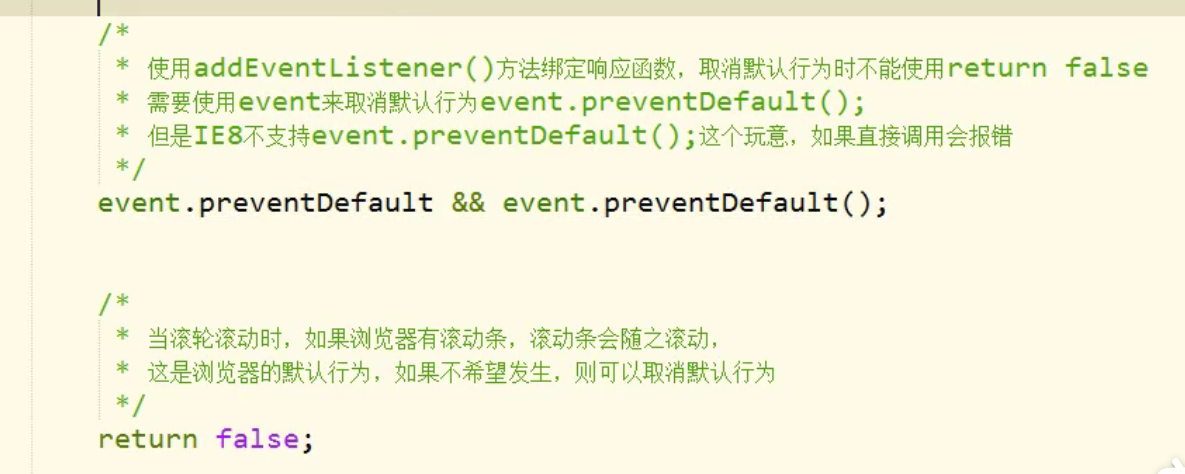 /*
* 使用addEventListener()方法绑定响应函数，取消默认行为时不能使用return false
* 需要使用event来取消默认行为event.preventDefault();
* 但是IE8不支持event.preventDefault();这个玩意，如果直接调用会报错
*/
event.preventDefault && event.preventDefault();
/*
* 当滚轮滚动时，如果浏览器有滚动条，滚动条会随之滚动，
* 这是浏览器的默认行为，如果不希望发生，则可以取消默认行为
*/
return false;